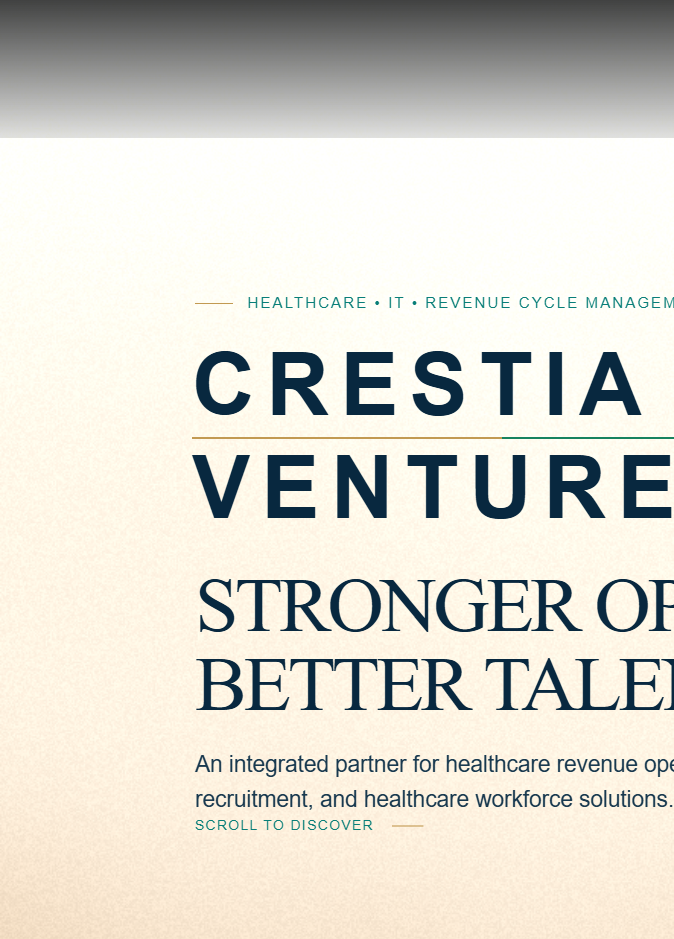 HEALTHCARE • IT • REVENUE CYCLE MANAGEM
CRESTIA
VENTURE
STRONGER OP
BETTER TALE
An integrated partner for healthcare revenue ope
recruitment, and healthcare workforce solutions.
SCROLL TO DISCOVER